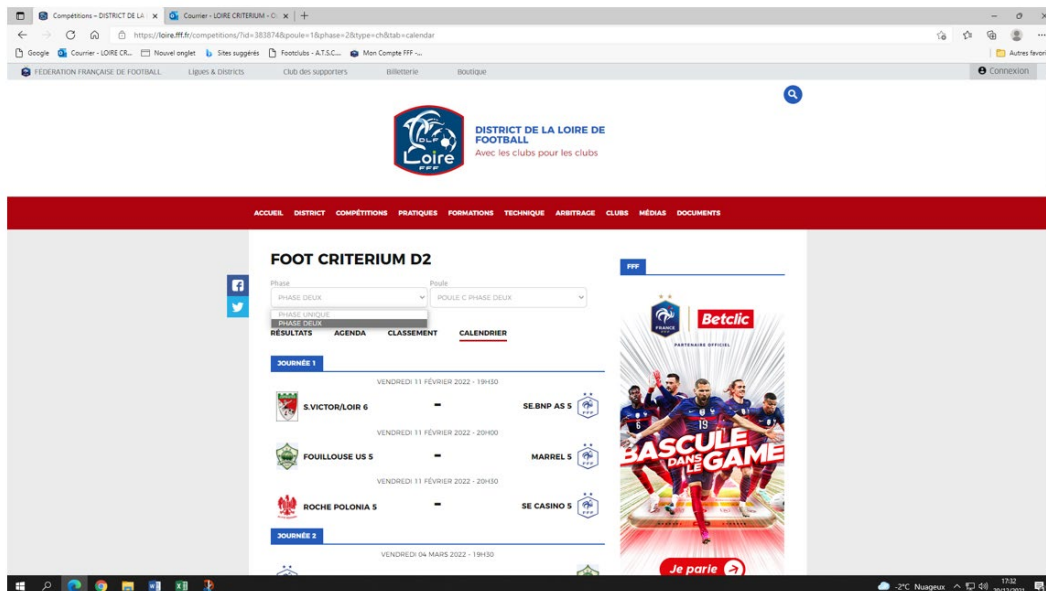 Compétitions – DISTRICT DE LA
Courrier - LOIRE CRITERIUM - O
https://loire.fff.fr/competitions/?id=383874&poule=1&phase=2&type=ch&tab=calendar
Google
Courrier - LOIRE CR...
Nouvel onglet
Sites suggérés
Footclubs - A.T.S.C....
Mon Compte FFF -...
Autres favori
FÉDÉRATION FRANÇAISE DE FOOTBALL
Ligues & Districts
Club des supporters
Billetterie
Boutique
Connexion
DLF
Loire
FFF
DISTRICT DE LA LOIRE DE
FOOTBALL
Avec les clubs pour les clubs
ACCUEIL DISTRICT COMPÉTITIONS PRATIQUES FORMATIONS TECHNIQUE ARBITRAGE CLUBS MÉDIAS DOCUMENTS
FOOT CRITERIUM D2
Phase
Poule
PHASE DEUX
POULE C PHASE DEUX
PHASE UNIQUE
PHASE DEUX
RÉSULTATS AGENDA CLASSEMENT CALENDRIER
JOURNÉE 1
VENDREDI 11 FÉVRIER 2022 - 19H30
S.VICTOR/LOIR 6 - SE.BNP AS 5
VENDREDI 11 FÉVRIER 2022 - 20H00
FOUILLOUSE US 5 - MARREL 5
VENDREDI 11 FÉVRIER 2022 - 20H30
ROCHE POLONIA 5 - SE CASINO 5
JOURNÉE 2
VENDREDI 04 MARS 2022 - 19H30
FFF
FRANCE
Betclic
PARTENAIRE OFFICIEL
6
19
BASCULE
DANS
LE
GAME
Je parie
-2°C Nuageux
17:32